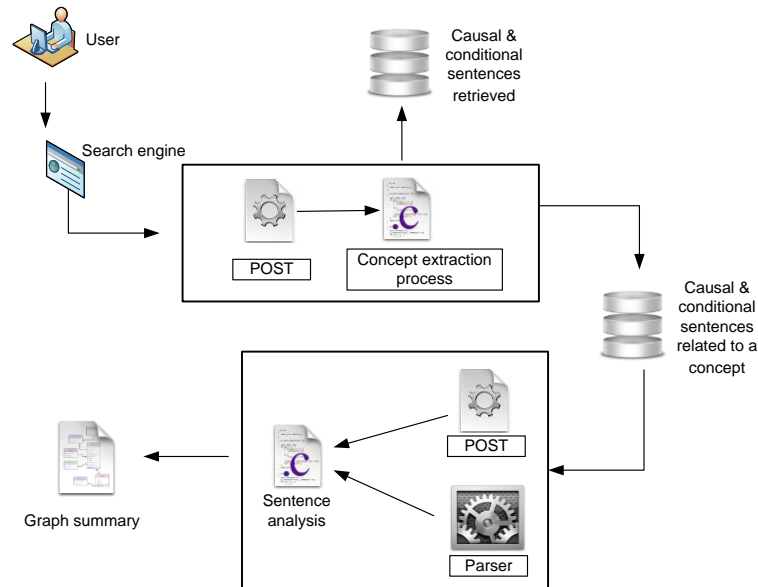 User
Causal &
conditional
sentences
retrieved
Search engine
.c
POST
Concept extraction
process
Causal &
conditional
sentences
related to a
concept
POST
.c
Sentence
analysis
Graph summary
Parser